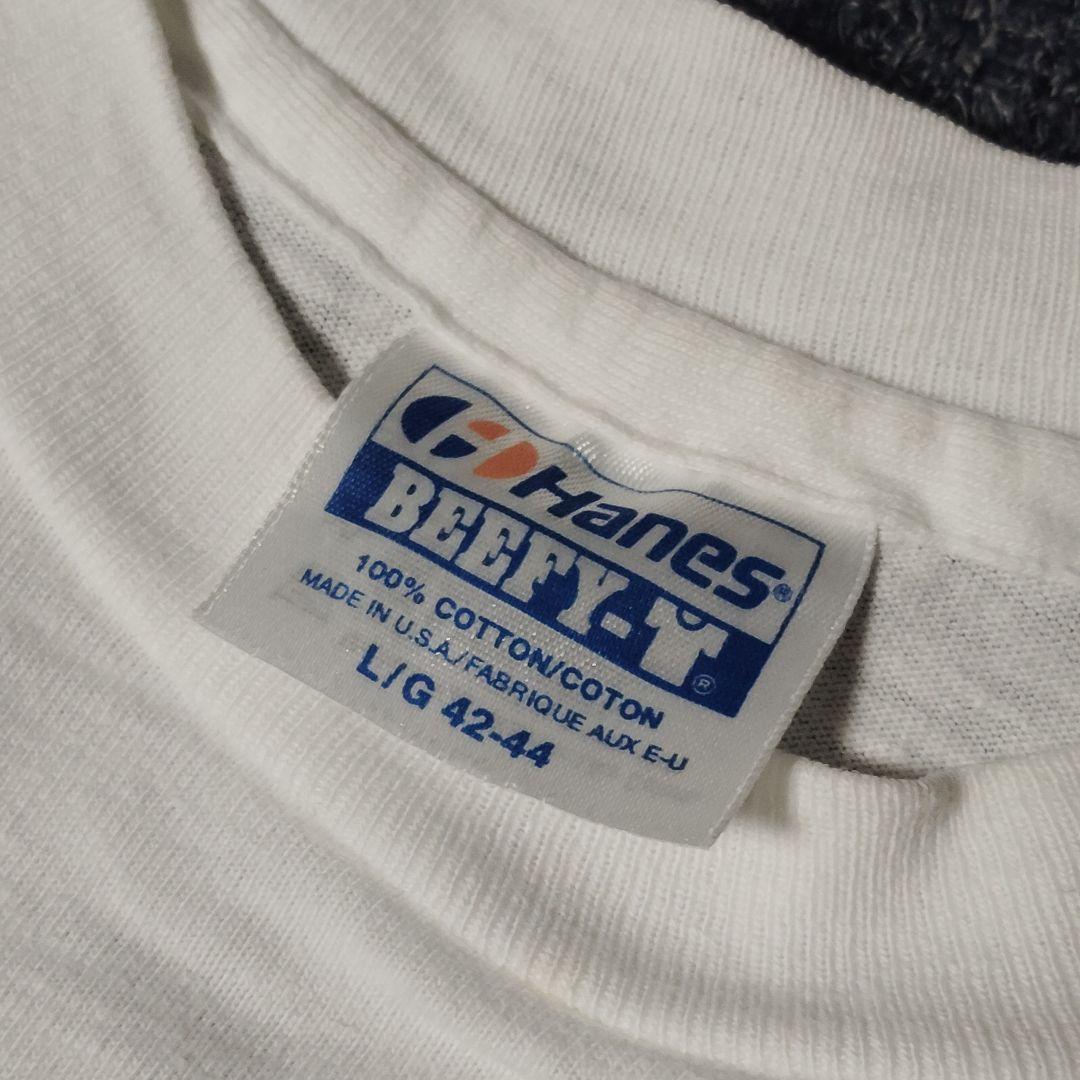 Hanes®
BEEFY-T®
100% COTTON/COTON
MADE IN U.S.A./FABRIQUE AUX E-U
L/G 42-44